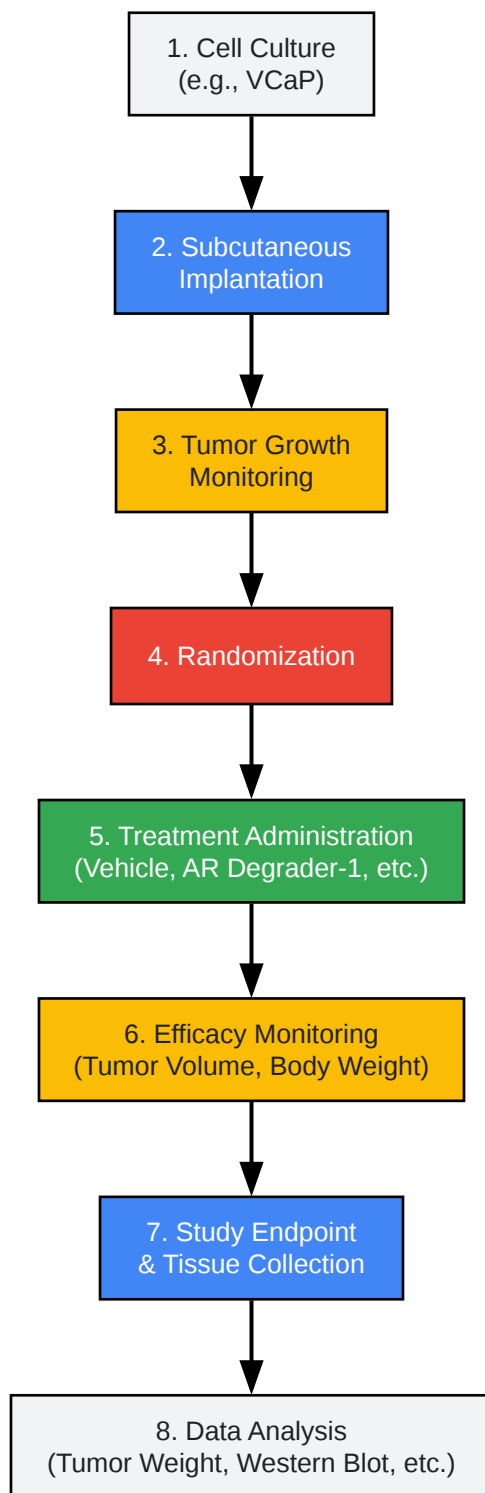 1. Cell Culture
(e.g., VCaP)
2. Subcutaneous
Implantation
3. Tumor Growth
Monitoring
4. Randomization
5. Treatment Administration
(Vehicle, AR Degrader-1, etc.)
6. Efficacy Monitoring
(Tumor Volume, Body Weight)
7. Study Endpoint
& Tissue Collection
8. Data Analysis
(Tumor Weight, Western Blot, etc.)